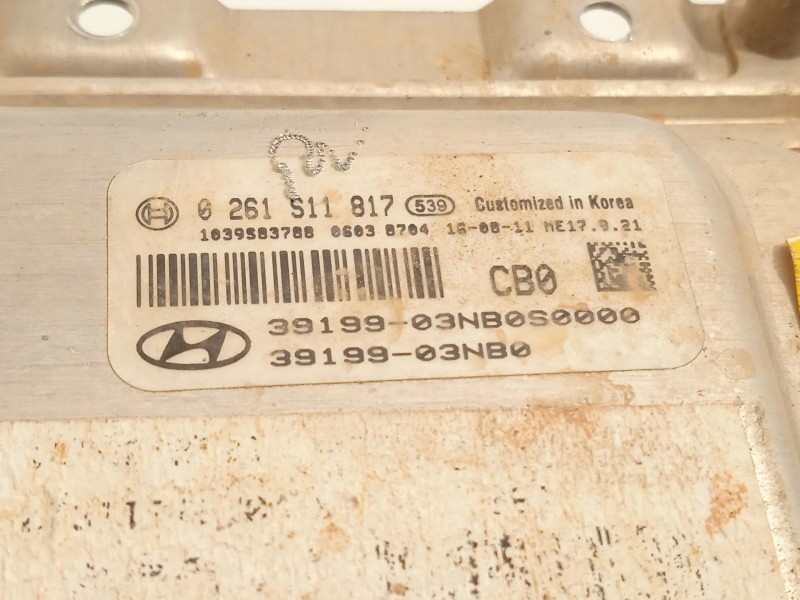 0 261 S11 817 539 Customized in Korea
1039S83788 0603 8704 16-08-11 ME17.9.21
CB0
39199-03NB0S0000
39199-03NB0